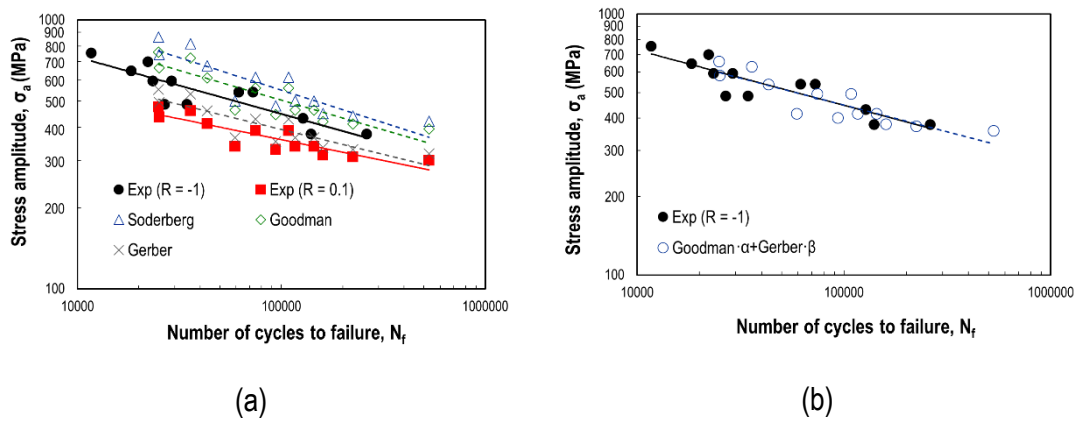 1000
900
800
700
600
500
400
300
200
100
10000
100000
1000000
Stress amplitude, σa (MPa)
Number of cycles to failure, Nf
Exp (R = -1)
Exp (R = 0.1)
Soderberg
Goodman
Gerber
(a)
1000
900
800
700
600
500
400
300
200
100
10000
100000
1000000
Stress amplitude, σa (MPa)
Number of cycles to failure, Nf
Exp (R = -1)
Goodman·α+Gerber·β
(b)